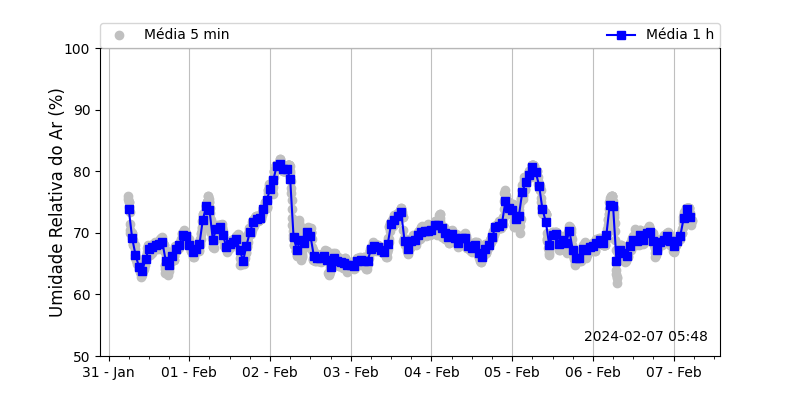 Média 5 min
Média 1 h
Umidade Relativa do Ar (%)
100
90
80
70
60
50
2024-02-07 05:48
31 - Jan
01 - Feb
02 - Feb
03 - Feb
04 - Feb
05 - Feb
06 - Feb
07 - Feb